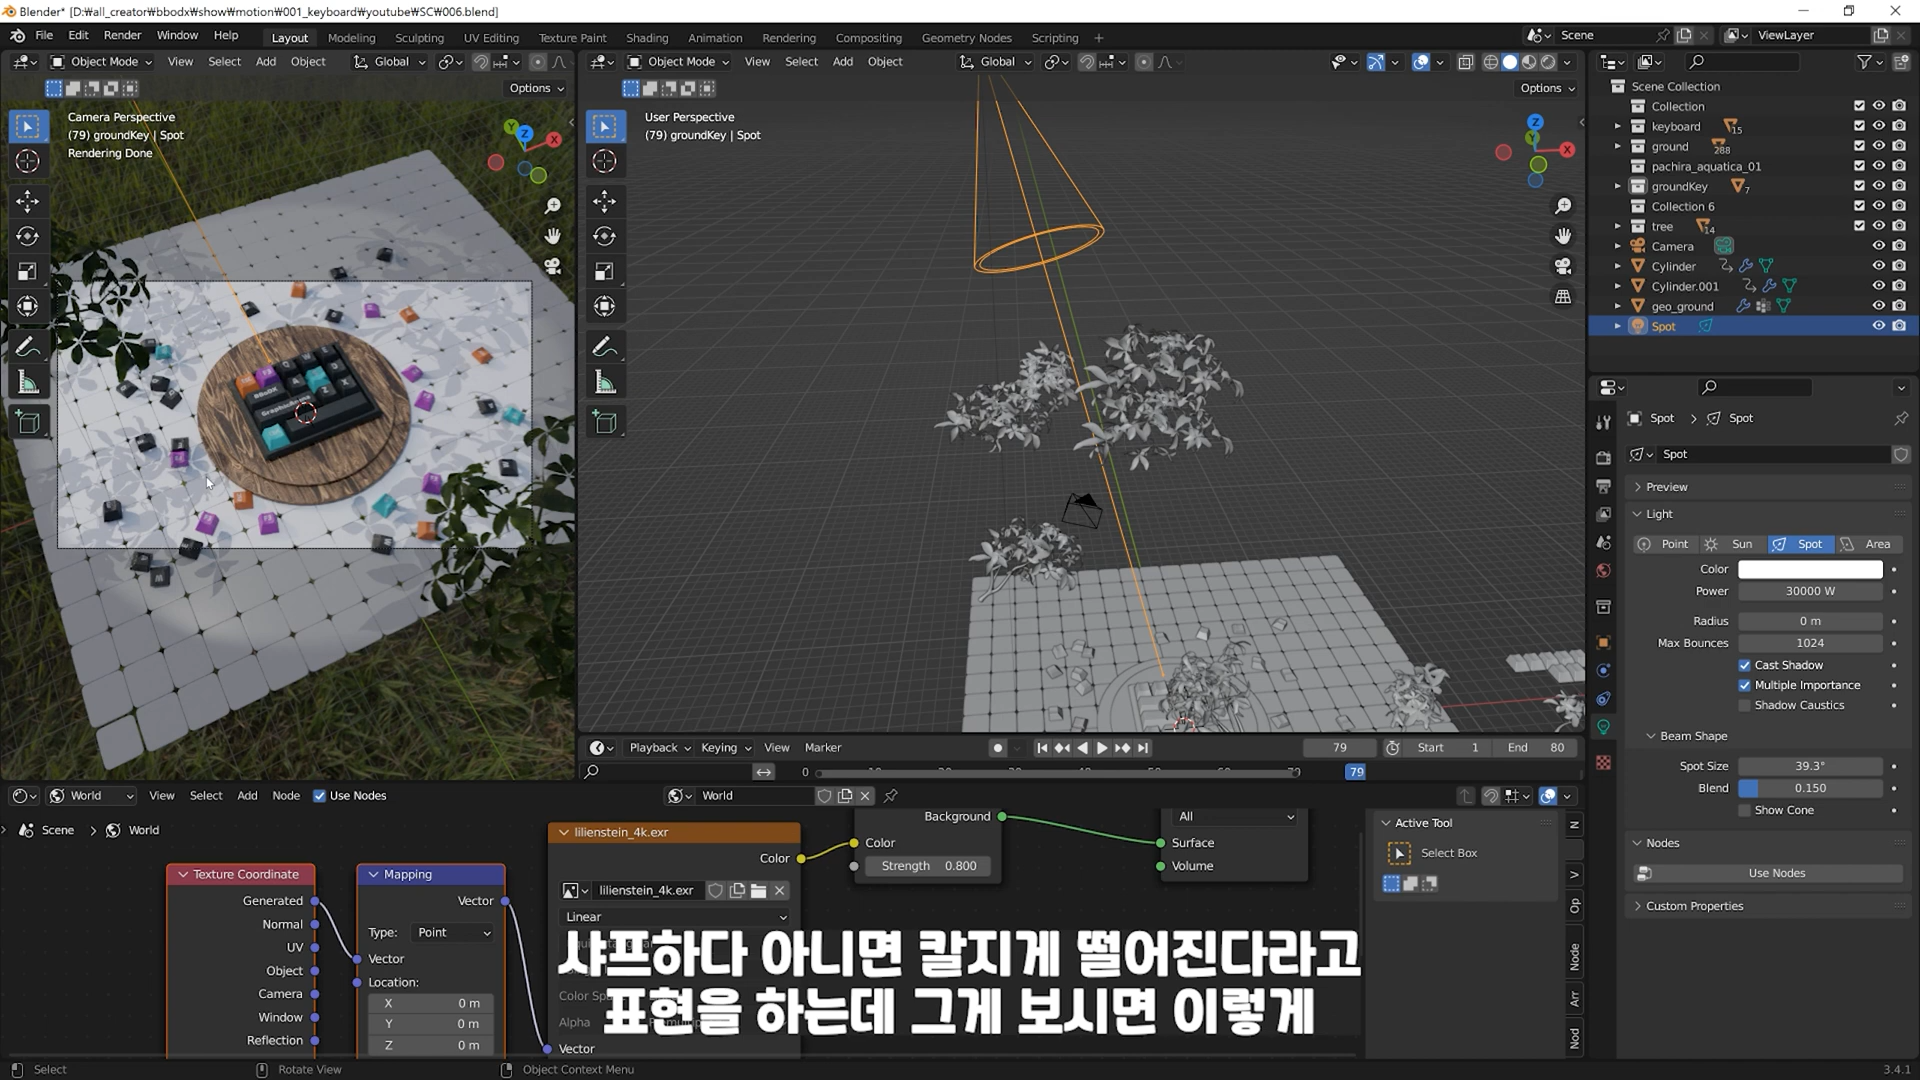 Blender* [D:₩all_creator₩bbodx₩show₩motion₩001_keyboard₩youtube₩SC₩006.blend]
File Edit Render Window Help Layout Modeling Sculpting UV Editing Texture Paint Shading Animation Rendering Compositing Geometry Nodes Scripting + Scene ViewLayer
Object Mode View Select Add Object Global
Options
Camera Perspective
(79) groundKey | Spot
Rendering Done
Object Mode View Select Add Object Global
Options
User Perspective
(79) groundKey | Spot
Scene Collection
Collection
keyboard 15
ground 288
pachira_aquatica_01
groundKey 7
Collection 6
tree 14
Camera
Cylinder
Cylinder.001
geo_ground
Spot
Spot > Spot
Spot
Preview
Light
Point Sun Spot Area
Color
Power 30000 W
Radius 0 m
Max Bounces 1024
Cast Shadow
Multiple Importance
Shadow Caustics
Beam Shape
Spot Size 39.3°
Blend 0.150
Show Cone
Nodes
Use Nodes
Custom Properties
Playback Keying View Marker 79 Start 1 End 80
0 79
World View Select Add Node Use Nodes World
Scene > World
Texture Coordinate
Generated
Normal
UV
Object
Camera
Window
Reflection
Mapping
Vector
Type: Point
Vector
Location:
X 0 m
Y 0 m
Z 0 m
lilienstein_4k.exr
Color
lilienstein_4k.exr
Linear
Color Sp
Alpha
Vector
Background
Color
Strength 0.800
All
Surface
Volume
Active Tool
Select Box
N
V
Op
Node
Arr
Nod
샤프하다 아니면 칼지게 떨어진다라고
표현을 하는데 그게 보시면 이렇게
Select Rotate View Object Context Menu 3.4.1